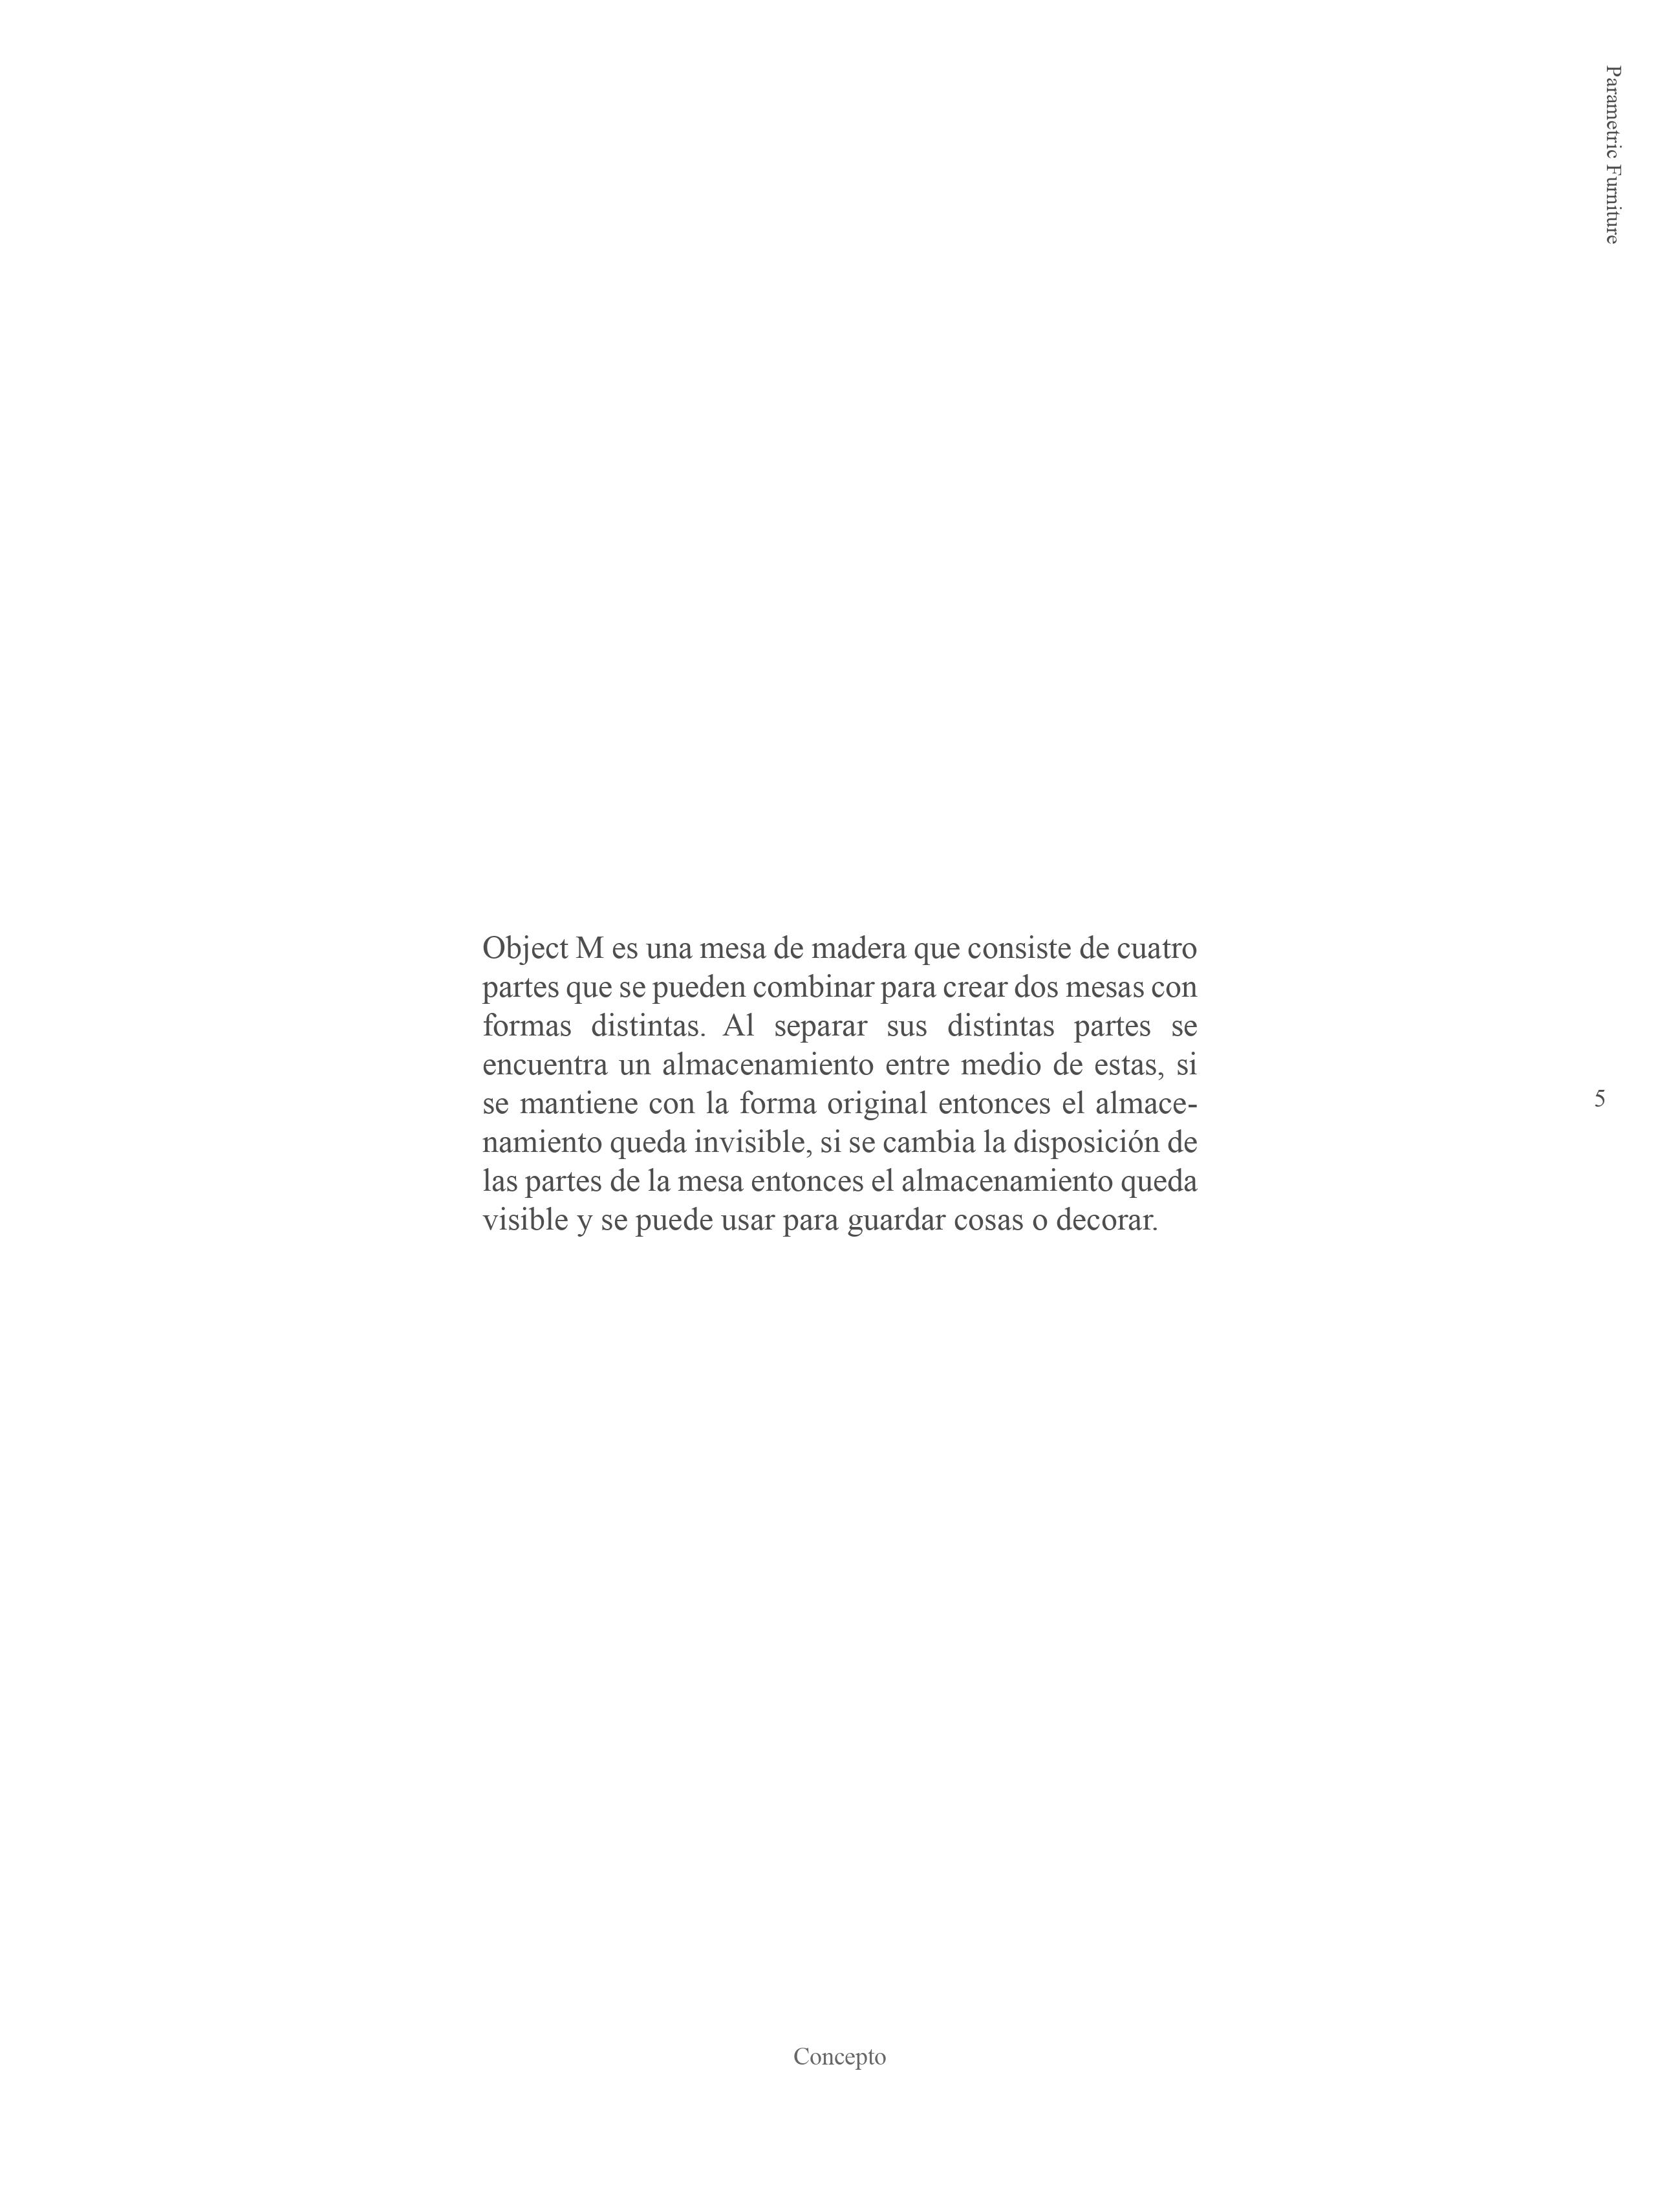 Parametric Furniture
Object M es una mesa de madera que consiste de cuatro
partes que se pueden combinar para crear dos mesas con
formas distintas. Al separar sus distintas partes se
encuentra un almacenamiento entre medio de estas, si
se mantiene con la forma original entonces el almace-
namiento queda invisible, si se cambia la disposición de
las partes de la mesa entonces el almacenamiento queda
visible y se puede usar para guardar cosas o decorar.
5
Concepto